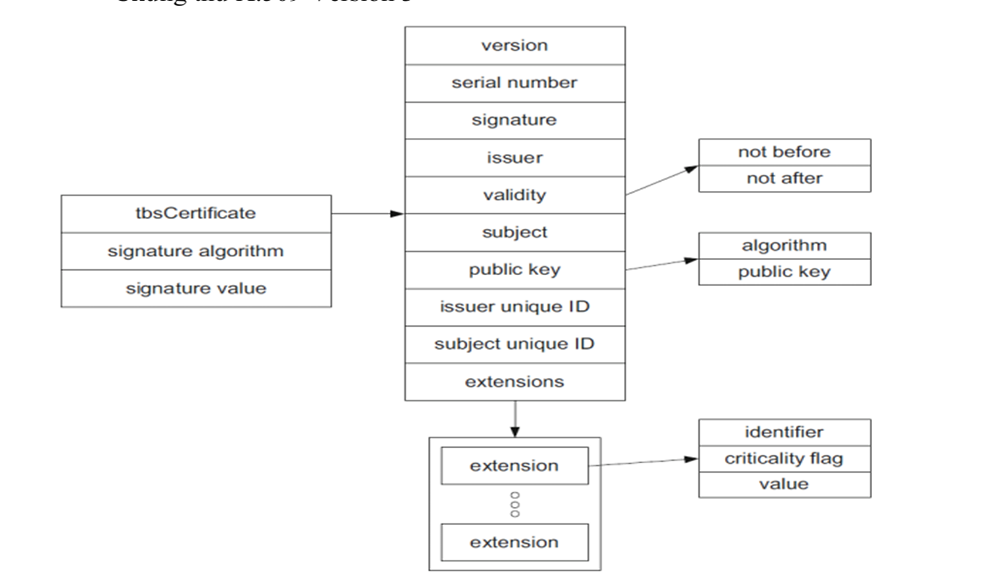 version
serial number
signature
issuer
validity
subject
public key
issuer unique ID
subject unique ID
extensions
tbsCertificate
signature algorithm
signature value
not before
not after
algorithm
public key
extension
extension
identifier
criticality flag
value